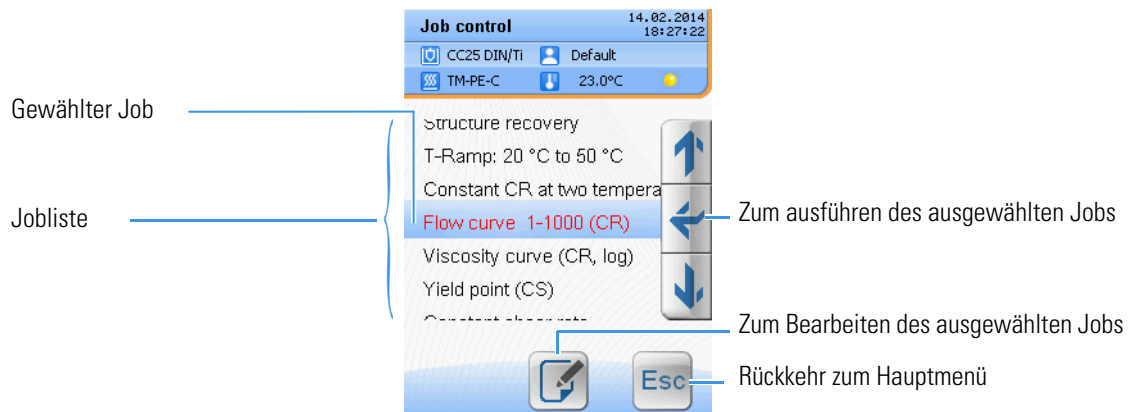 Job control
14.02.2014
18:27:22
CC25 DIN/Ti Default
TM-PE-C 23.0°C
Gewählter Job
Jobliste
Structure recovery
T-Ramp: 20 °C to 50 °C
Constant CR at two tempera
Flow curve 1-1000 (CR)
Viscosity curve (CR, log)
Yield point (CS)
Constant shear rate
Esc
Zum ausführen des ausgewählten Jobs
Zum Bearbeiten des ausgewählten Jobs
Rückkehr zum Hauptmenü